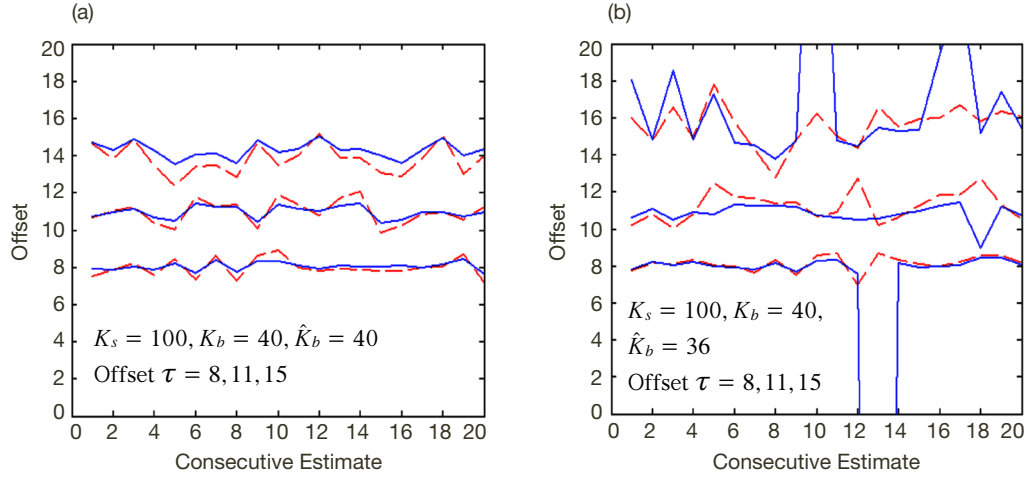 (a)
20
18
16
14
12
10
8
6
4
2
0
Offset
K_s = 100, K_b = 40, K̂_b = 40
Offset τ = 8, 11, 15
0 2 4 6 8 10 12 14 16 18 20
Consecutive Estimate
(b)
20
18
16
14
12
10
8
6
4
2
0
Offset
K_s = 100, K_b = 40,
K̂_b = 36
Offset τ = 8, 11, 15
0 2 4 6 8 10 12 14 16 18 20
Consecutive Estimate